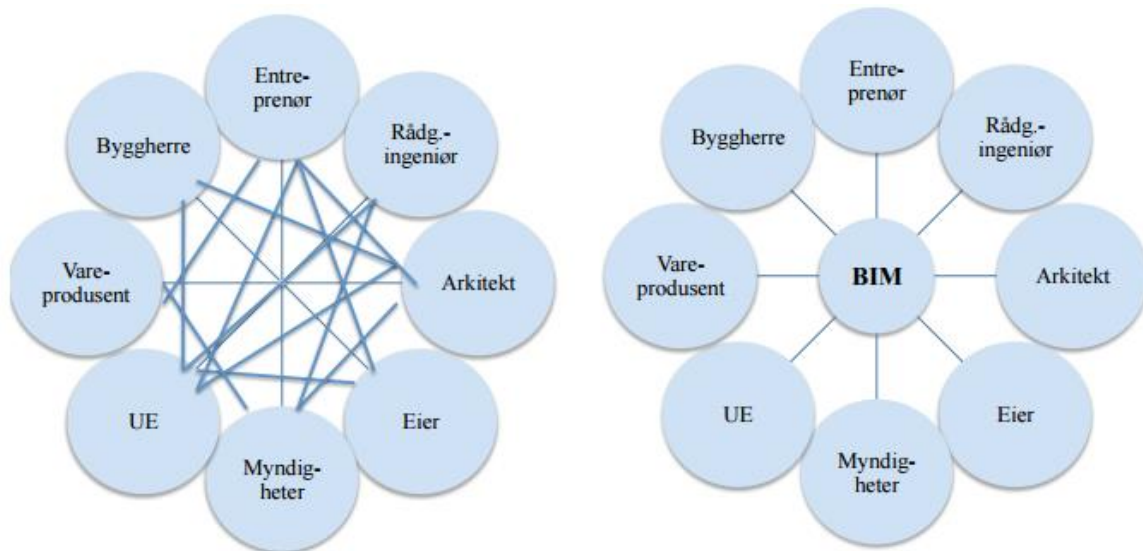 Entre-
prenør
Rådg.-
ingeniør
Arkitekt
Eier
Myndig-
heter
UE
Vare-
produsent
Byggherre
Entre-
prenør
Rådg.-
ingeniør
Arkitekt
Eier
Myndig-
heter
UE
Vare-
produsent
Byggherre
BIM